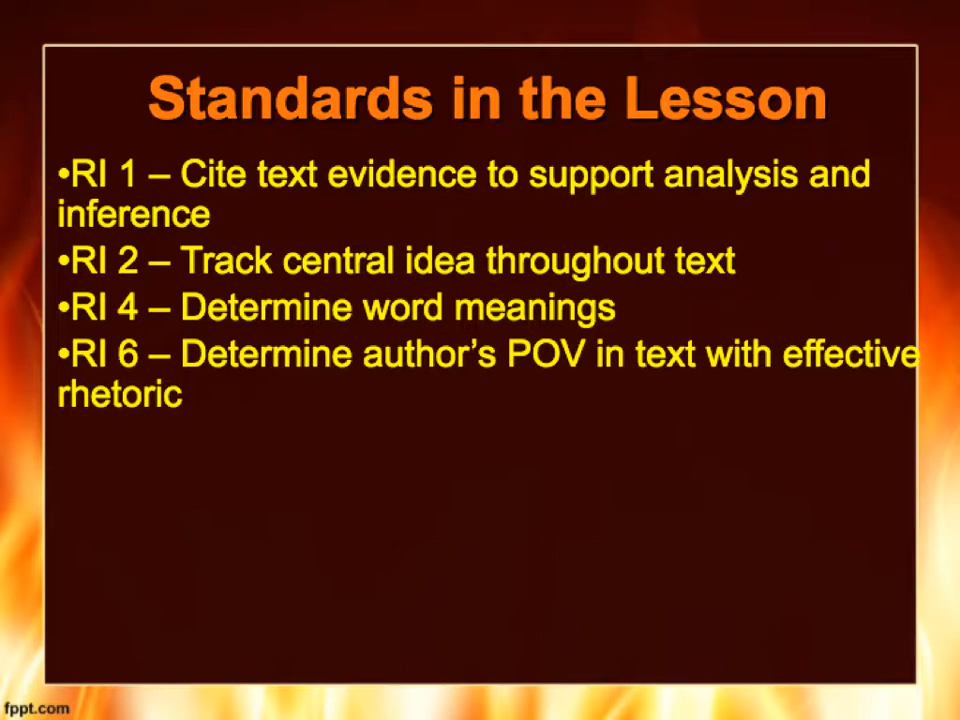 Standards in the Lesson
•RI 1 – Cite text evidence to support analysis and
inference
•RI 2 – Track central idea throughout text
•RI 4 – Determine word meanings
•RI 6 – Determine author’s POV in text with effective
rhetoric
fppt.com